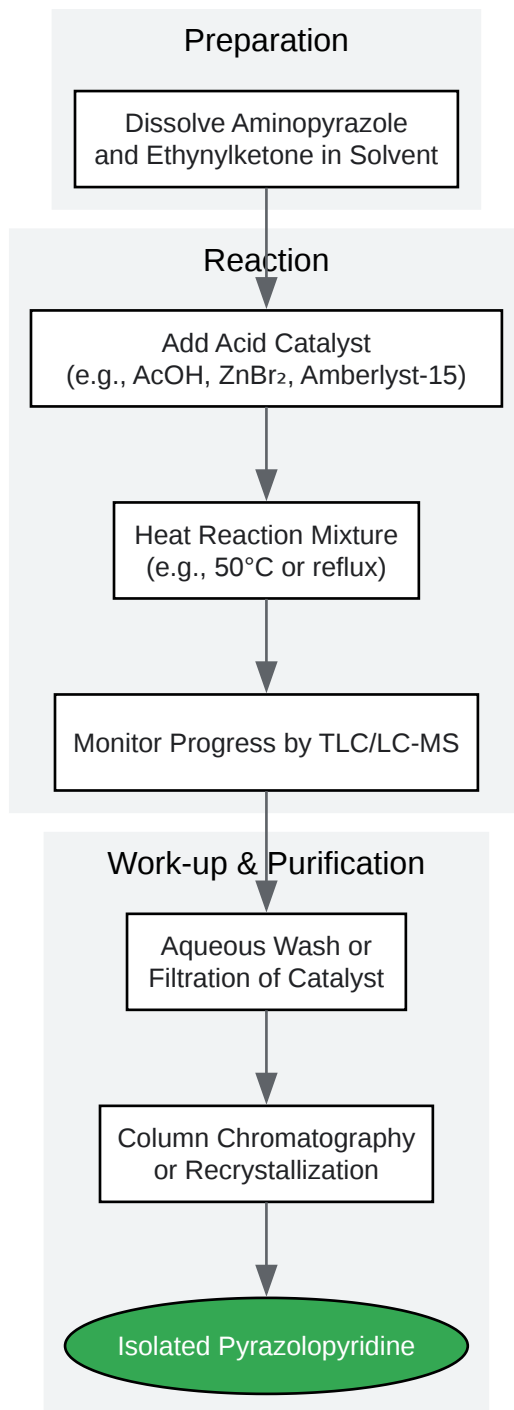 Preparation
Dissolve Aminopyrazole
and Ethynylketone in Solvent
Reaction
Add Acid Catalyst
(e.g., AcOH, ZnBr₂, Amberlyst-15)
Heat Reaction Mixture
(e.g., 50°C or reflux)
Monitor Progress by TLC/LC-MS
Work-up & Purification
Aqueous Wash or
Filtration of Catalyst
Column Chromatography
or Recrystallization
Isolated Pyrazolopyridine